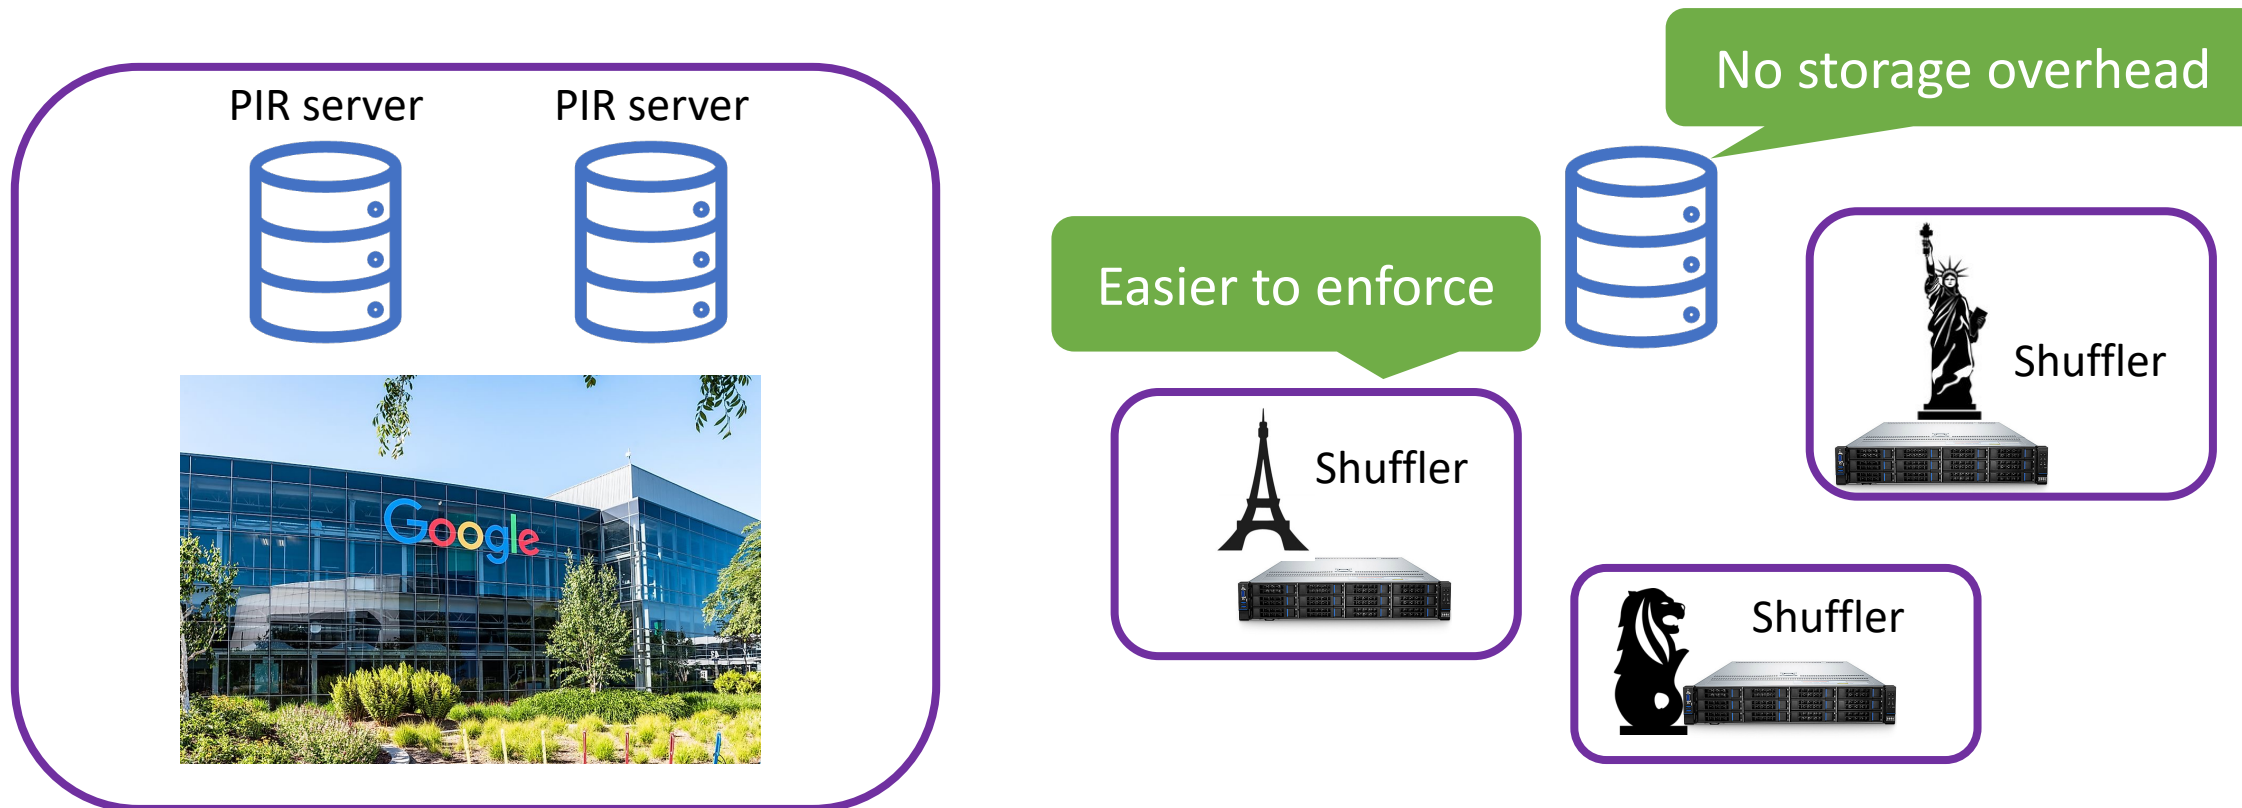 PIR server
PIR server
Google
No storage overhead
Easier to enforce
Shuffler
Shuffler
Shuffler